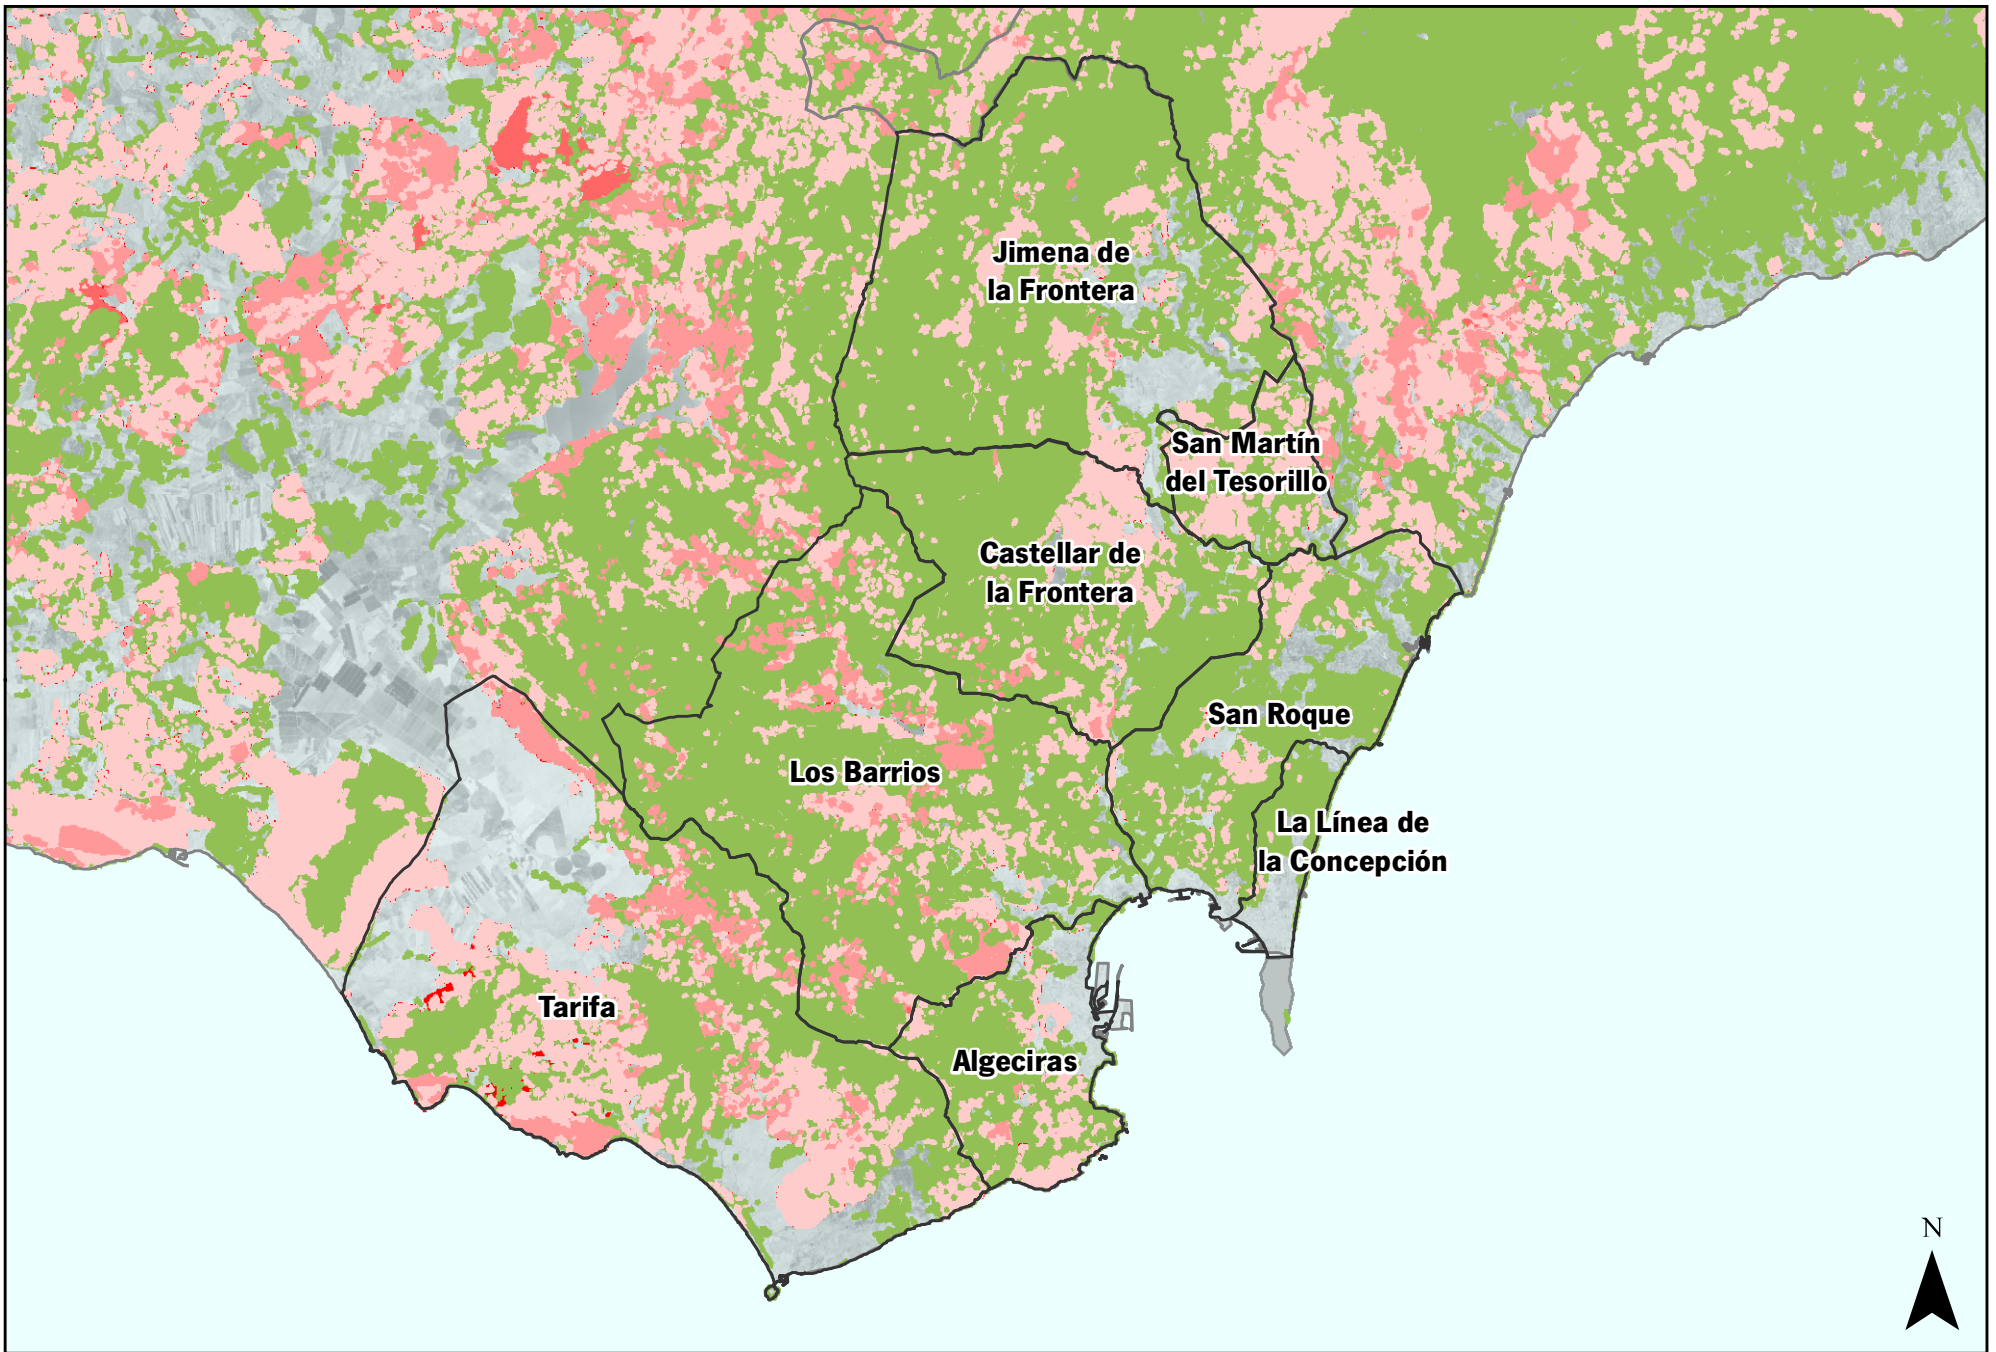 Jimena de
la Frontera
San Martín
del Tesorillo
Castellar de
la Frontera
San Roque
Los Barrios
La Línea de
la Concepción
Tarifa
Algeciras
N